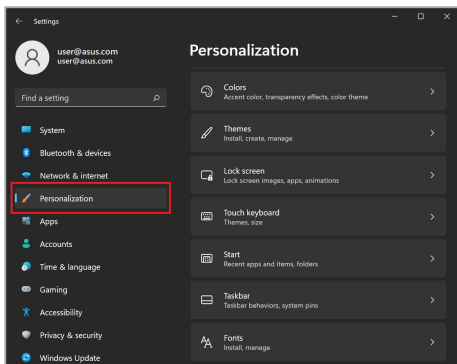 Settings
user@asus.com
user@asus.com
Find a setting
System
Bluetooth & devices
Network & internet
Personalization
Apps
Accounts
Time & language
Gaming
Accessibility
Privacy & security
Windows Update
Personalization
Colors
Accent color, transparency effects, color theme
Themes
Install, create, manage
Lock screen
Lock screen images, apps, animations
Touch keyboard
Themes, size
Start
Recent apps and items, folders
Taskbar
Taskbar behaviors, system pins
Fonts
Install, manage